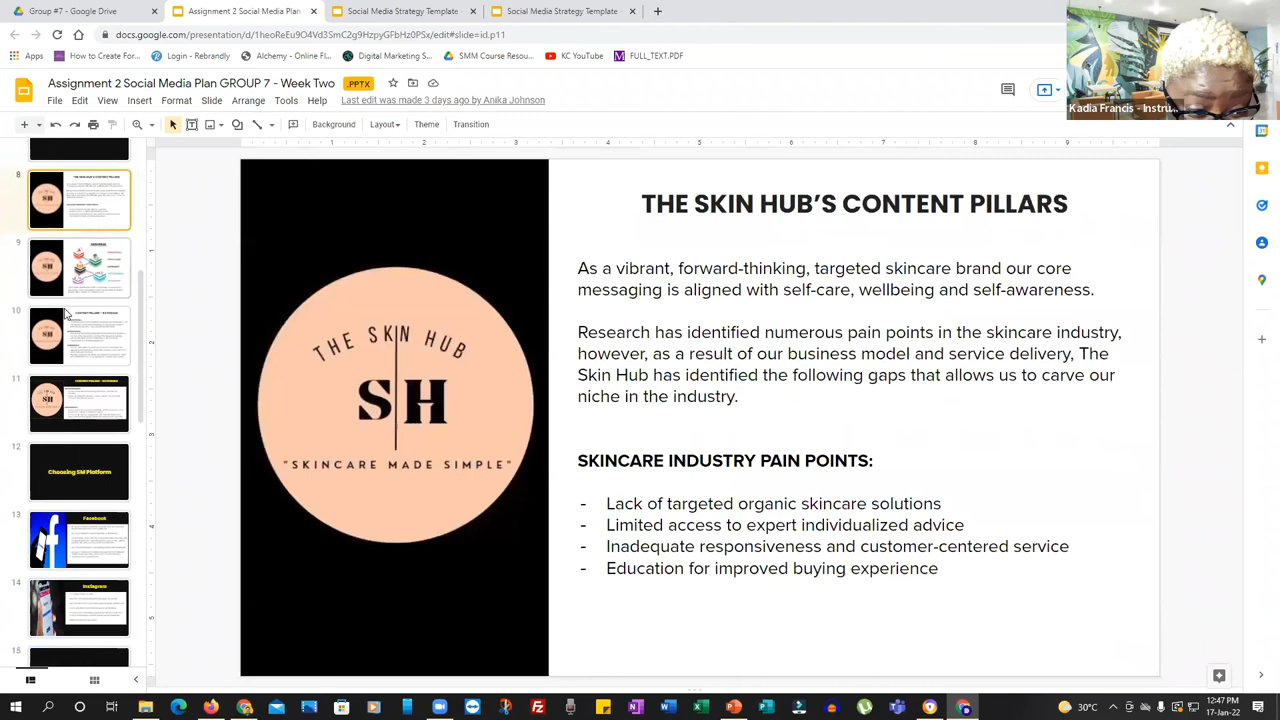 Group #7 - Google Drive
Assignment 2 Social Media Plan
Social Media Strategy Template
Social Media Strategy Template
Apps
How to Create For...
Login - Rebrandly
Alchemy - Online Fl...
Digital Marketing S...
SMM Course Resou...
KC YouTube
FULL_TEXT.PDF
Kadia Francis - Instru...
Assignment 2 Social Media Plan GROUP 7 - Week Two
.PPTX
File Edit View Insert Format Slide Arrange Tools Help
Last edit was made 3 days ago by Anika Johnson
Background Layout Theme Transition
8
9
10
12
Choosing SM Platform
13
Facebook
14
Instagram
15
THE SKIN HUB
SH
"SKINCARE MADE SIMPLE"
THE SKIN HUB'S CONTENT PILLARS
As a vibrant, forward-thinking, targeted skincare brand our core
messaging is aligned with self-care, wellbeing and self-awareness.
Research has identified numerous pain points in the skincare industry,
however, as a result of our business model and service delivery, The
Skin Hub has identified the following gaps that allows us to carve our
niche in the industry.
SKINCARE INDUSTRY PAIN POINTS:
- Lack of targeted organic skincare solutions
- Limited access to expert individualized advice
- Inadequate responsiveness and customer-centered service
- Education for improved buying experience
30°C
12:47 PM
17-Jan-22